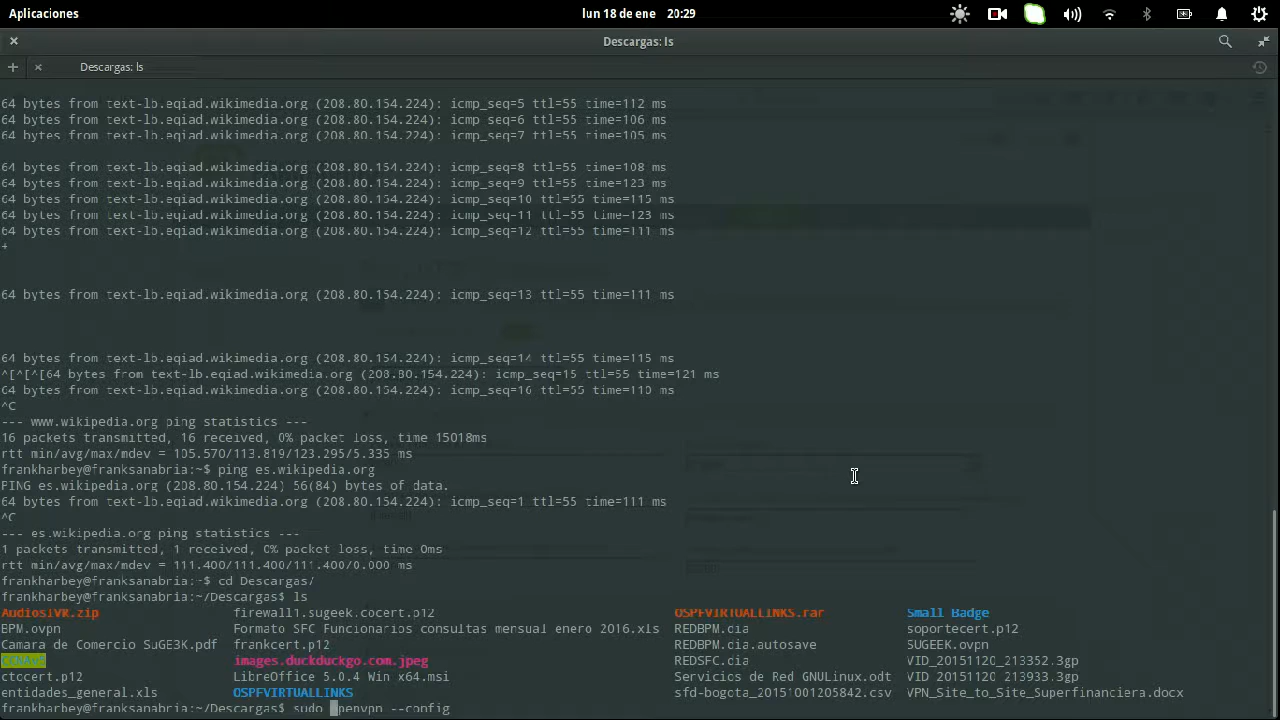 Aplicaciones lun 18 de ene 20:29
Descargas: ls
Descargas: ls
64 bytes from text-lb.eqiad.wikimedia.org (208.80.154.224): icmp_seq=5 ttl=55 time=112 ms
64 bytes from text-lb.eqiad.wikimedia.org (208.80.154.224): icmp_seq=6 ttl=55 time=106 ms
64 bytes from text-lb.eqiad.wikimedia.org (208.80.154.224): icmp_seq=7 ttl=55 time=105 ms
64 bytes from text-lb.eqiad.wikimedia.org (208.80.154.224): icmp_seq=8 ttl=55 time=108 ms
64 bytes from text-lb.eqiad.wikimedia.org (208.80.154.224): icmp_seq=9 ttl=55 time=123 ms
64 bytes from text-lb.eqiad.wikimedia.org (208.80.154.224): icmp_seq=10 ttl=55 time=115 ms
64 bytes from text-lb.eqiad.wikimedia.org (208.80.154.224): icmp_seq=11 ttl=55 time=123 ms
64 bytes from text-lb.eqiad.wikimedia.org (208.80.154.224): icmp_seq=12 ttl=55 time=111 ms
+
64 bytes from text-lb.eqiad.wikimedia.org (208.80.154.224): icmp_seq=13 ttl=55 time=111 ms
64 bytes from text-lb.eqiad.wikimedia.org (208.80.154.224): icmp_seq=14 ttl=55 time=115 ms
^[^[^[64 bytes from text-lb.eqiad.wikimedia.org (208.80.154.224): icmp_seq=15 ttl=55 time=121 ms
64 bytes from text-lb.eqiad.wikimedia.org (208.80.154.224): icmp_seq=16 ttl=55 time=110 ms
^C
--- www.wikipedia.org ping statistics ---
16 packets transmitted, 16 received, 0% packet loss, time 15018ms
rtt min/avg/max/mdev = 105.570/113.819/123.295/5.335 ms
frankharbey@franksanabria:~$ ping es.wikipedia.org
PING es.wikipedia.org (208.80.154.224) 56(84) bytes of data.
64 bytes from text-lb.eqiad.wikimedia.org (208.80.154.224): icmp_seq=1 ttl=55 time=111 ms
^C
--- es.wikipedia.org ping statistics ---
1 packets transmitted, 1 received, 0% packet loss, time 0ms
rtt min/avg/max/mdev = 111.400/111.400/111.400/0.000 ms
frankharbey@franksanabria:~$ cd Descargas/
frankharbey@franksanabria:~/Descargas$ ls
AudiosIVR.zip firewall1.sugeek.cocert.p12 OSPFVIRTUALLINKS.rar Small Badge
BPM.ovpn Formato SFC Funcionarios consultas mensual enero 2016.xls REDBPM.cia soportecert.p12
Camara de Comercio SuGE3K.pdf frankcert.p12 REDBPM.cia.autosave SUGEEK.ovpn
images.duckduckgo.com.jpeg REDSFC.cia VID_20151120_213352.3gp
ctocert.p12 LibreOffice 5.0.4 Win x64.msi Servicios de Red GNULinux.odt VID_20151120_213933.3gp
entidades_general.xls OSPFVIRTUALLINKS sfd-bogcta_20151001205842.csv VPN_Site_to_Site_Superfinanciera.docx
frankharbey@franksanabria:~/Descargas$ sudo openvpn --config